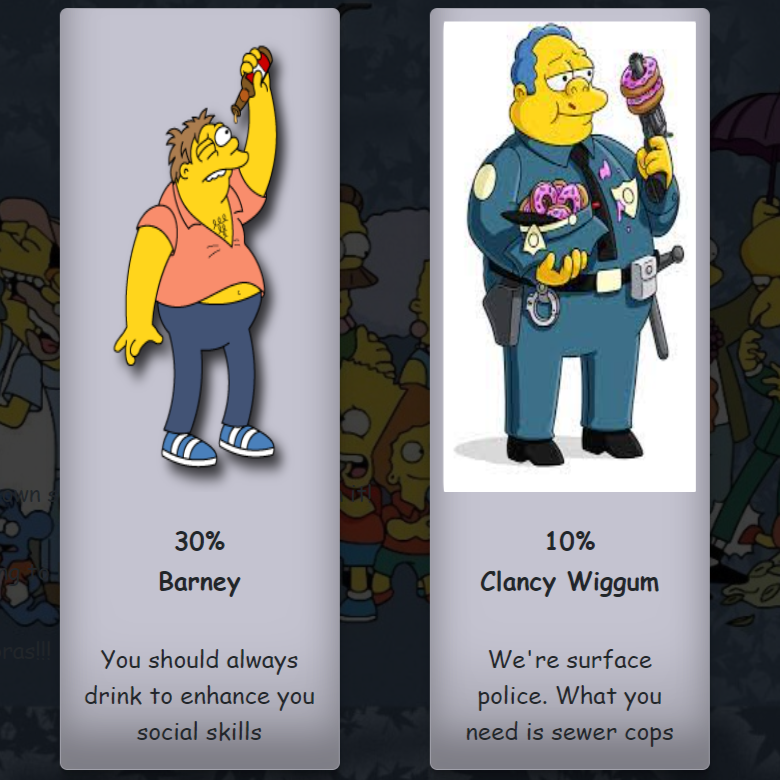 30%
Barney
You should always
drink to enhance you
social skills
10%
Clancy Wiggum
We're surface
police. What you
need is sewer cops